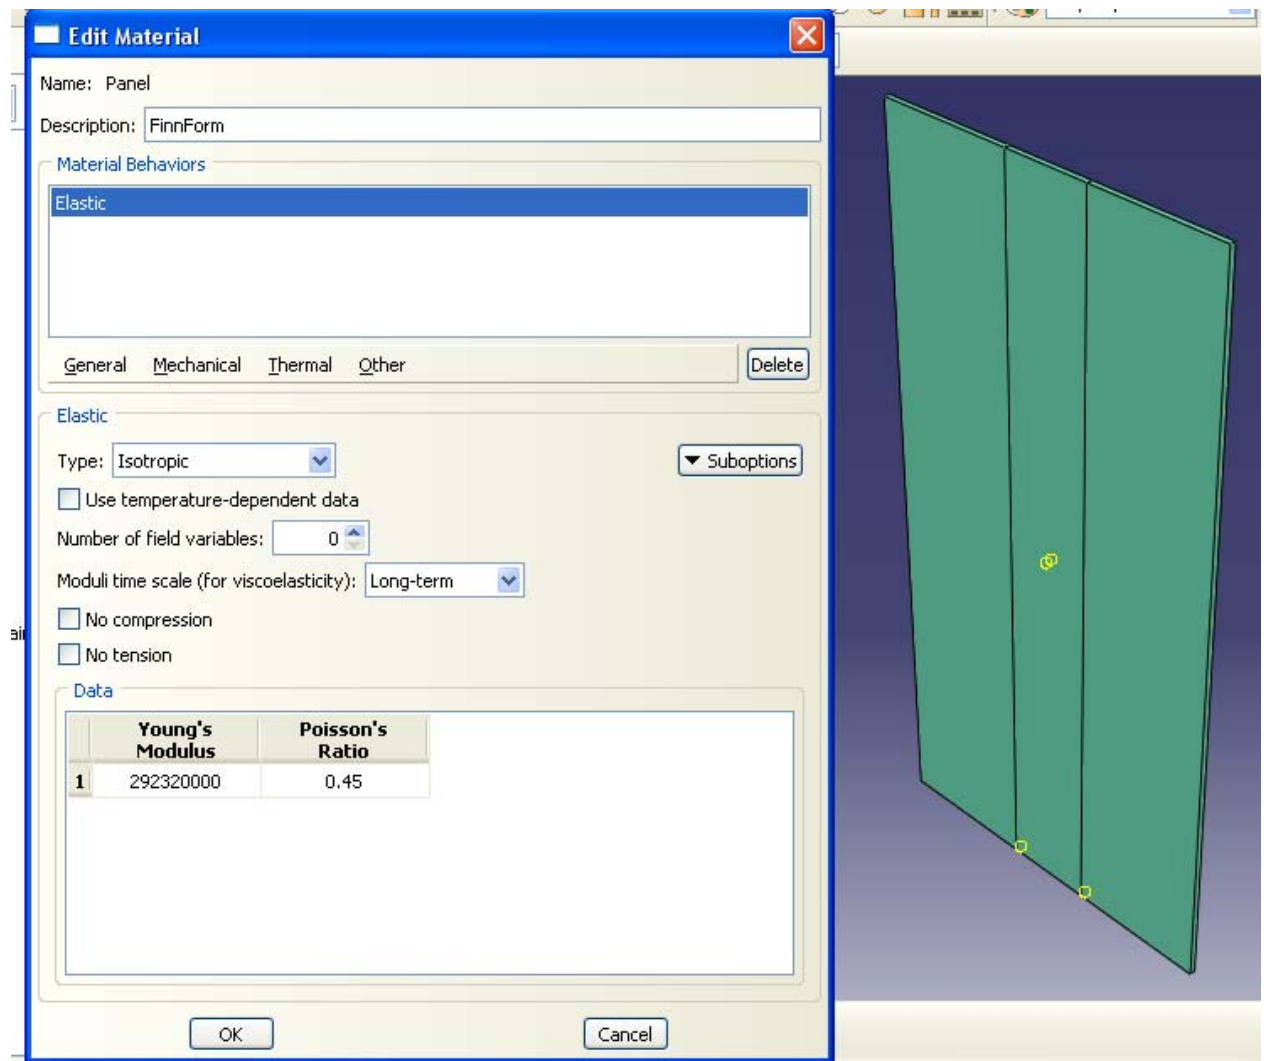 Edit Material
Name: Panel
Description: FinnForm
Material Behaviors
Elastic
General Mechanical Thermal Other Delete
Elastic
Type: Isotropic Suboptions
Use temperature-dependent data
Number of field variables: 0
Moduli time scale (for viscoelasticity): Long-term
No compression
No tension
Data
Young's Poisson's
Modulus Ratio
1 292320000 0.45
OK Cancel